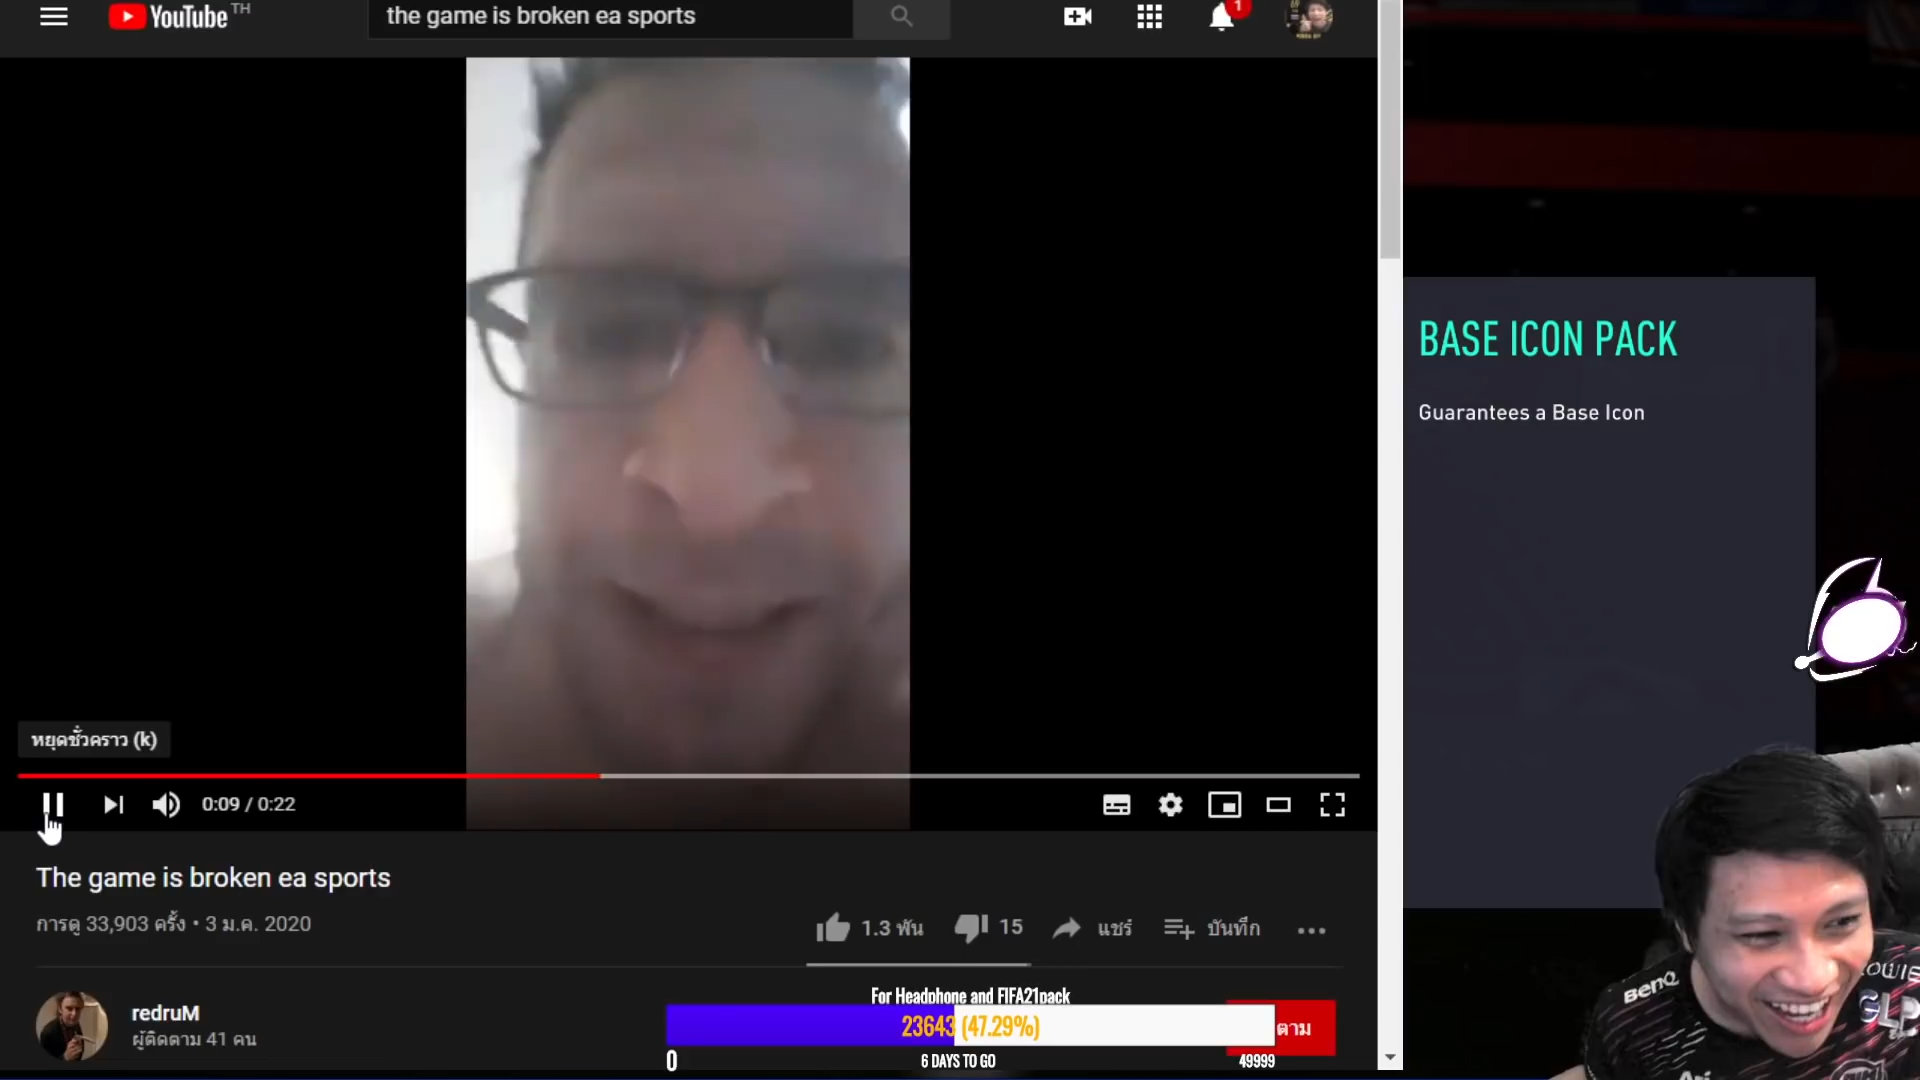 YouTube TH
the game is broken ea sports
1
BASE ICON PACK
Guarantees a Base Icon
หยุดชั่วคราว (k)
0:09 / 0:22
The game is broken ea sports
การดู 33,903 ครั้ง • 3 ม.ค. 2020
1.3 พัน
15
แชร์
บันทึก
redruM
ผู้ติดตาม 41 คน
For Headphone and FIFA21pack
23643 (47.29%)
ตาม
0
6 DAYS TO GO
49999
BenQ
GLP